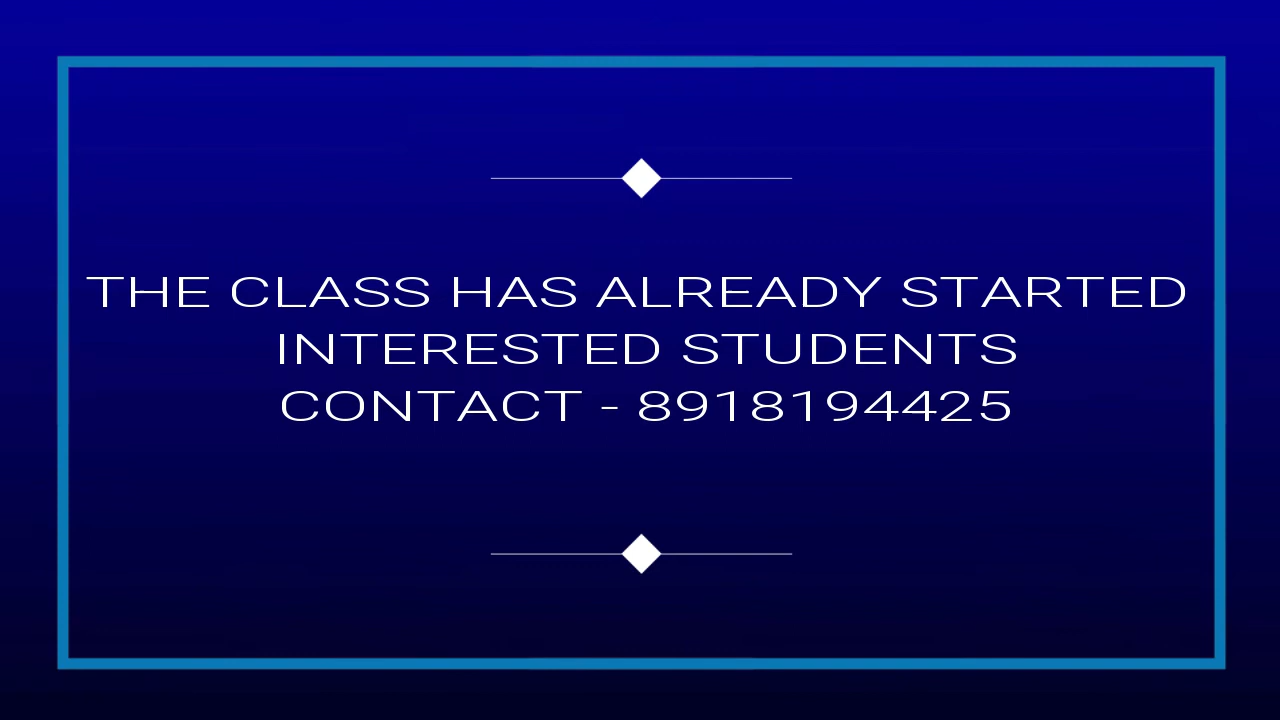 THE CLASS HAS ALREADY STARTED
INTERESTED STUDENTS
CONTACT - 8918194425